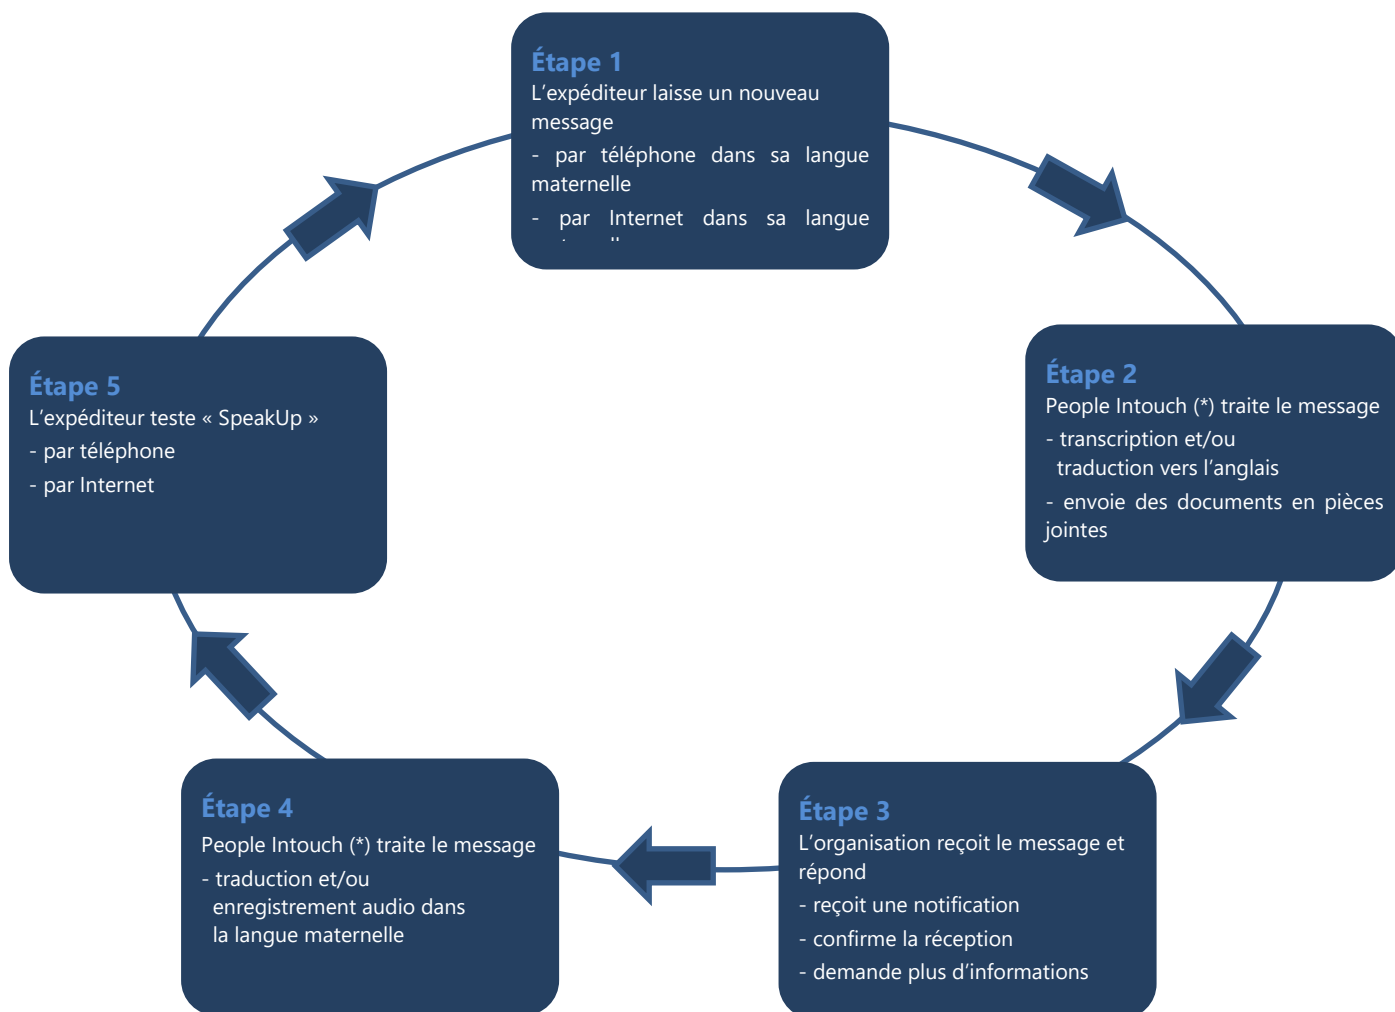 Étape 1
L’expéditeur laisse un nouveau
message
- par téléphone dans sa langue
maternelle
- par Internet dans sa langue
Étape 2
People Intouch (*) traite le message
- transcription et/ou
traduction vers l’anglais
- envoie des documents en pièces
jointes
Étape 3
L’organisation reçoit le message et
répond
- reçoit une notification
- confirme la réception
- demande plus d’informations
Étape 4
People Intouch (*) traite le message
- traduction et/ou
enregistrement audio dans
la langue maternelle
Étape 5
L’expéditeur teste « SpeakUp »
- par téléphone
- par Internet